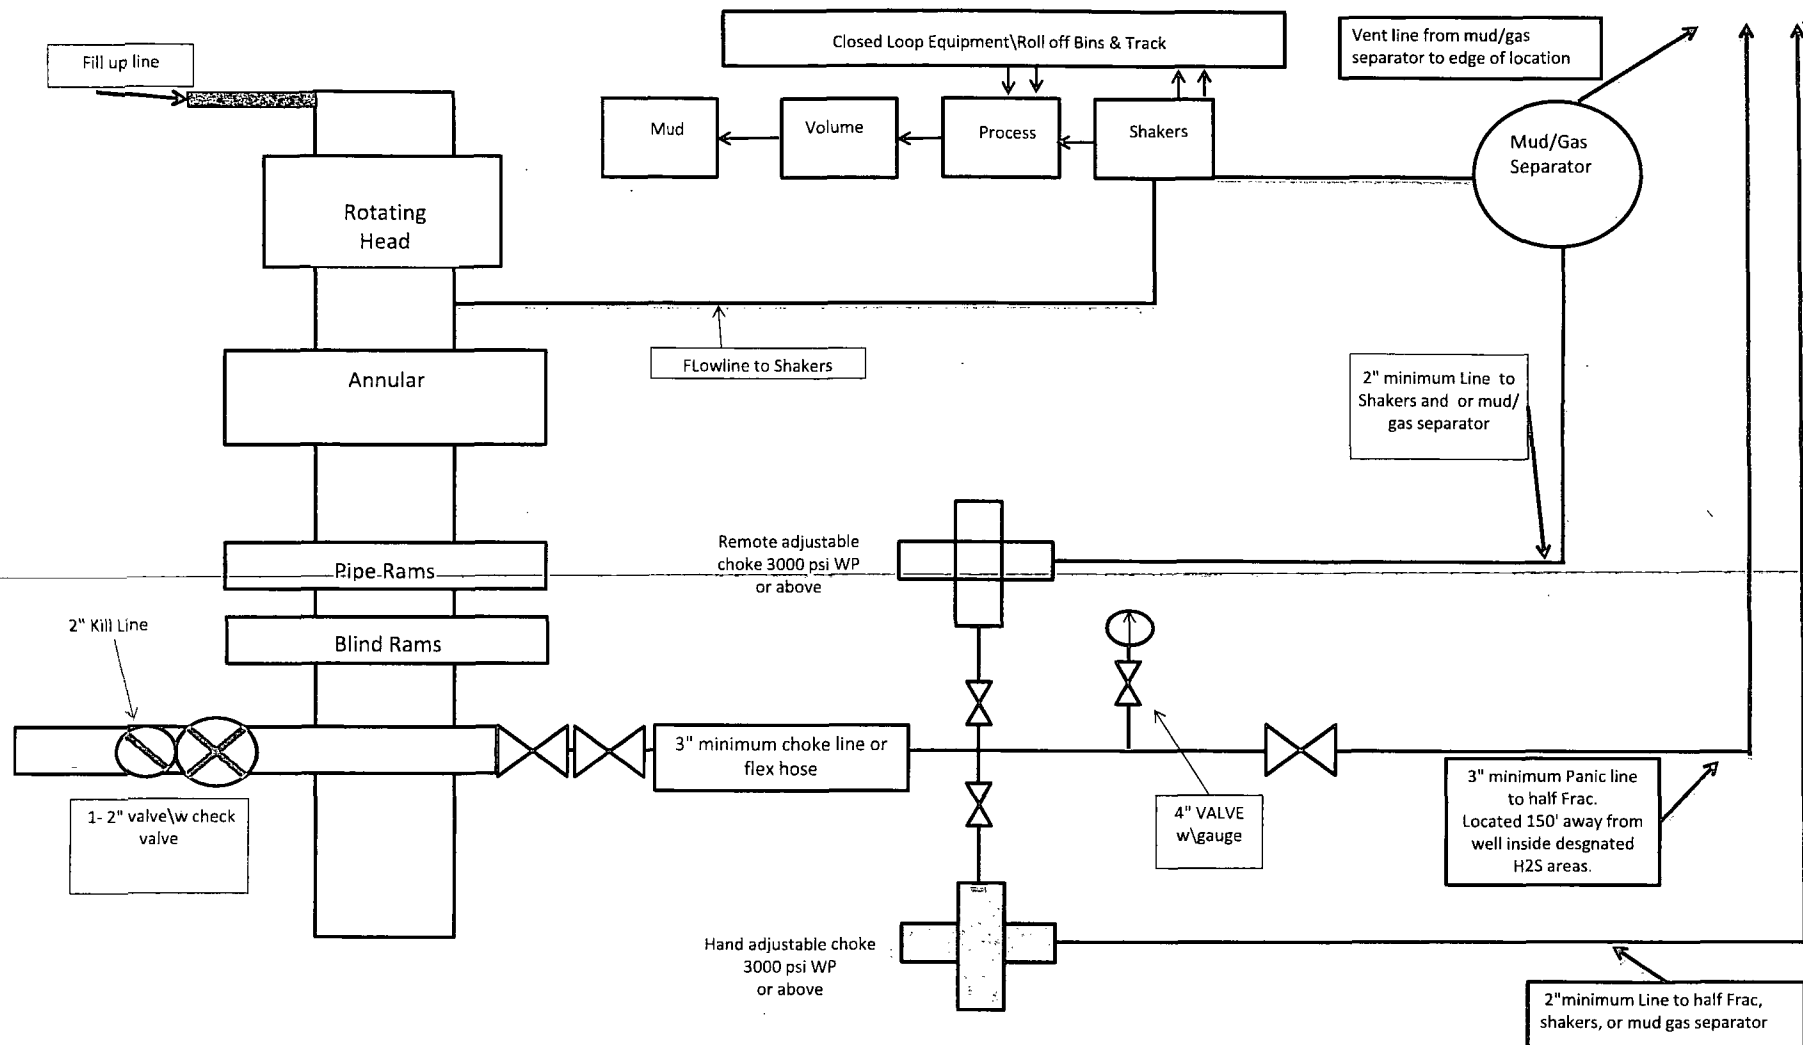 Closed Loop Equipment\Roll off Bins & Track
Vent line from mud/gas
separator to edge of location
Fill up line
Mud
Volume
Process
Shakers
Mud/Gas
Separator
Rotating
Head
FLowline to Shakers
Annular
2" minimum Line to
Shakers and or mud/
gas separator
Remote adjustable
choke 3000 psi WP
or above
Pipe Rams
2" Kill Line
Blind Rams
3" minimum choke line or
flex hose
1- 2" valve\w check
valve
4" VALVE
w\gauge
3" minimum Panic line
to half Frac.
Located 150' away from
well inside desgnated
H2S areas.
Hand adjustable choke
3000 psi WP
or above
2"minimum Line to half Frac,
shakers, or mud gas separator